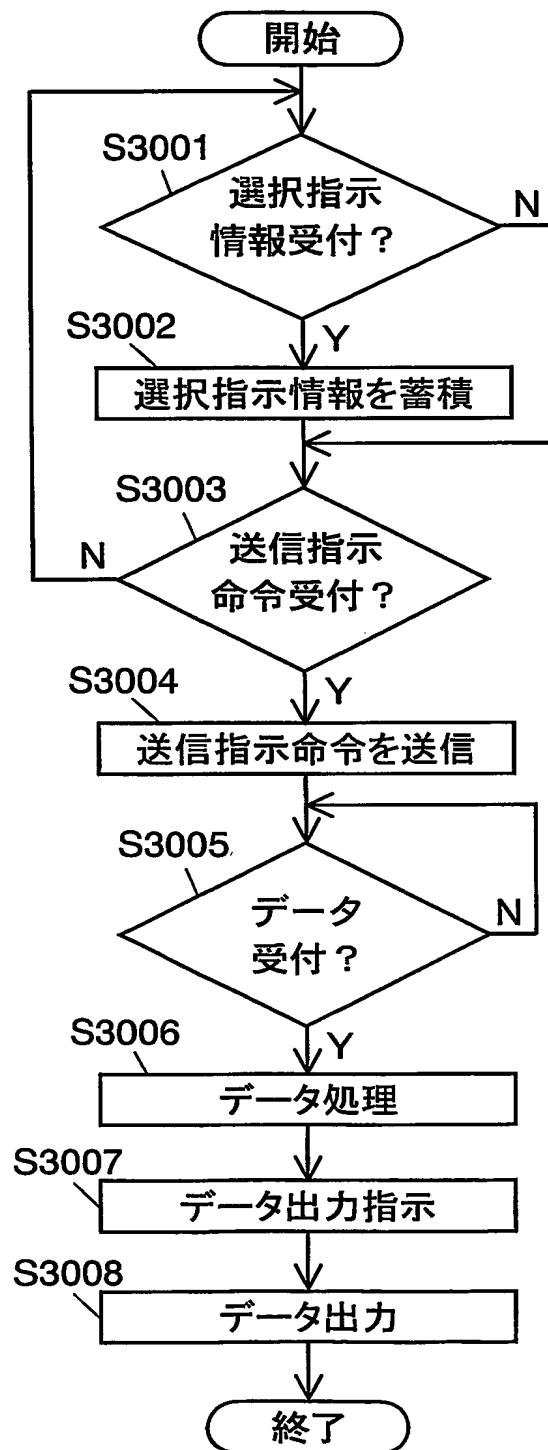 開始
S3001
選択指示
情報受付？
N
Y
S3002
選択指示情報を蓄積
S3003
送信指示
命令受付？
N
Y
S3004
送信指示命令を送信
S3005
データ
受付？
N
Y
S3006
データ処理
S3007
データ出力指示
S3008
データ出力
終了